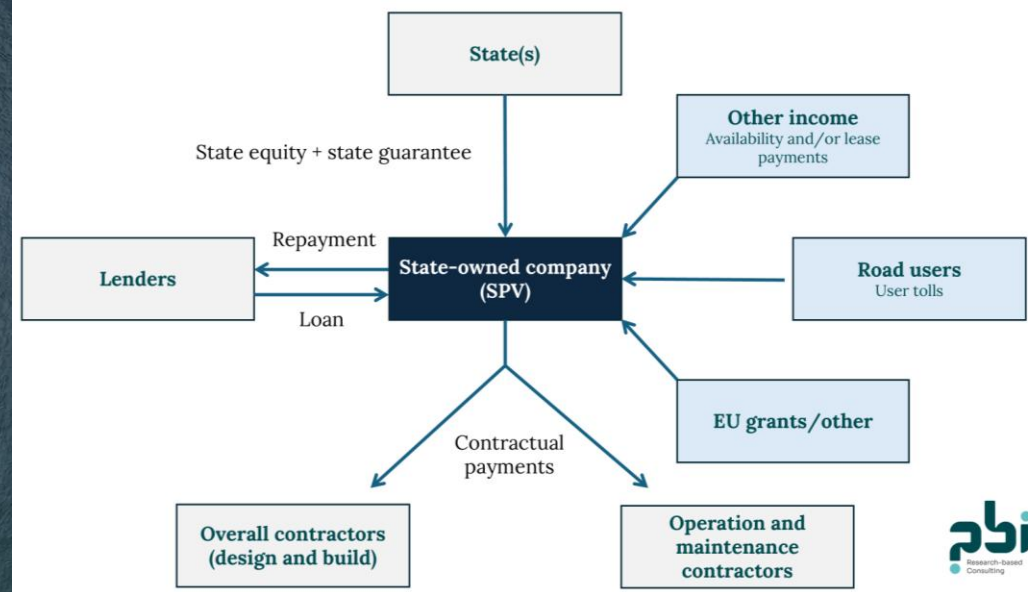 State(s)
State equity + state guarantee
Other income
Availability and/or lease
payments
Repayment
Lenders
State-owned company
(SPV)
Road users
User tolls
Loan
EU grants/other
Contractual
payments
Overall contractors
(design and build)
Operation and
maintenance
contractors
pbi
Research-based
Consulting